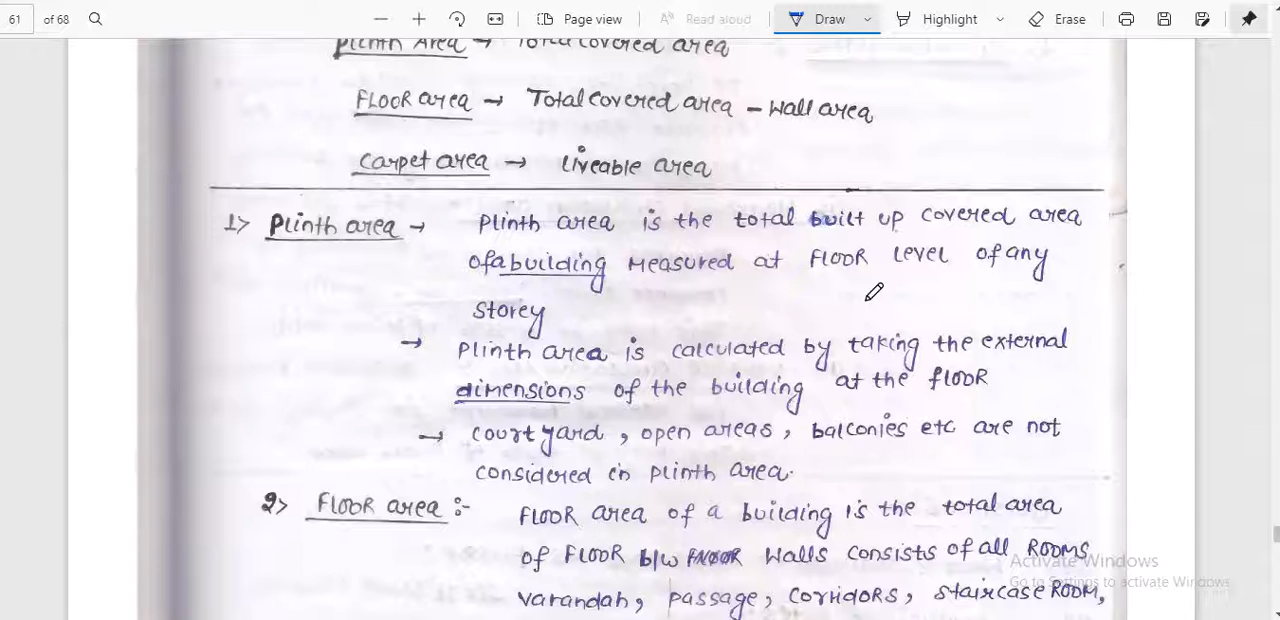 61 of 68 Page view Read aloud Draw Highlight Erase
Plinth Area → Total covered area
FLOOR area → Total covered area - Wall area
Carpet area → Liveable area
1> Plinth area → Plinth area is the total built up covered area
of a building Measured at FLOOR Level of any
Storey
→ Plinth area is calculated by taking the external
dimensions of the building at the floor
→ court yard , open areas , balconies etc are not
considered in plinth area.
2> FLOOR area :- FLOOR area of a building is the total area
of FLOOR b/w Walls consists of all ROOMS
Varandah , Passage , Corridors , Staircase ROOM,
Activate Windows
Go to Settings to activate Windows.